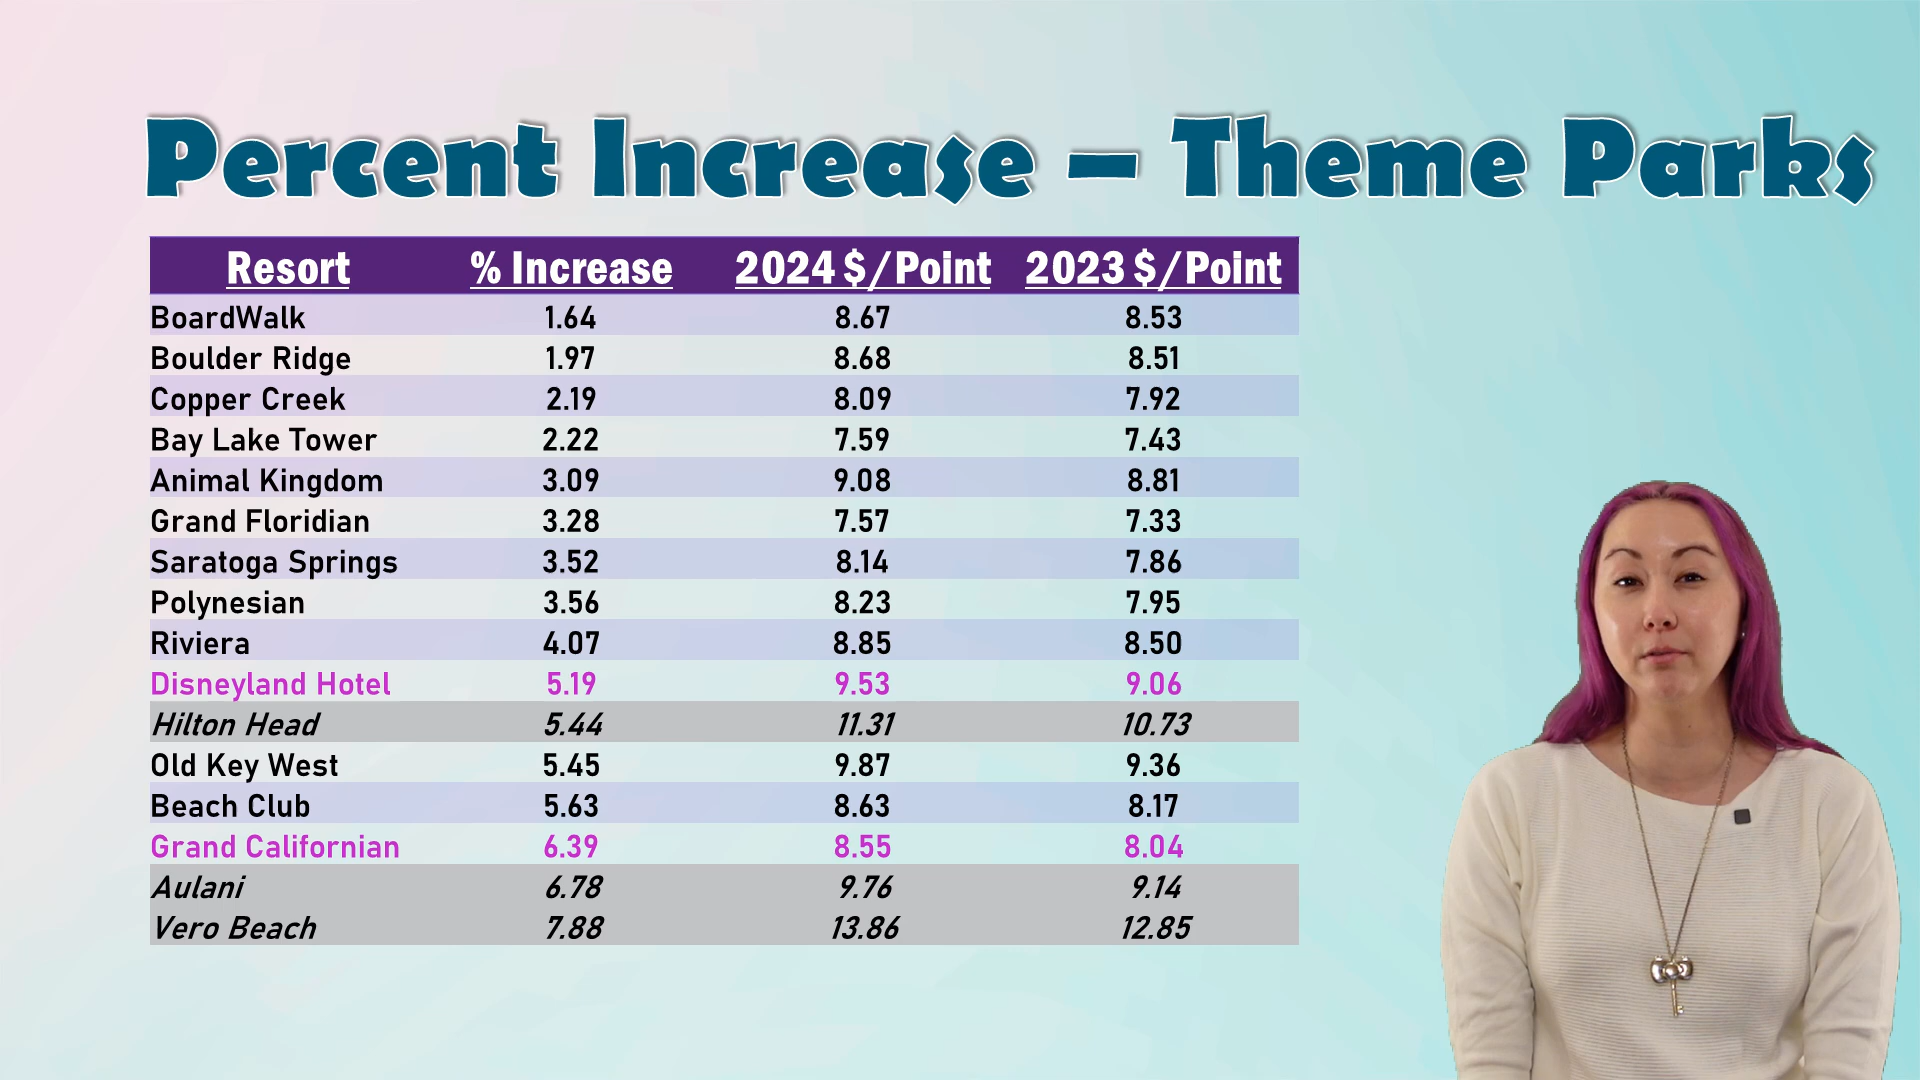 Percent Increase – Theme Parks
Resort % Increase 2024 $/Point 2023 $/Point
BoardWalk 1.64 8.67 8.53
Boulder Ridge 1.97 8.68 8.51
Copper Creek 2.19 8.09 7.92
Bay Lake Tower 2.22 7.59 7.43
Animal Kingdom 3.09 9.08 8.81
Grand Floridian 3.28 7.57 7.33
Saratoga Springs 3.52 8.14 7.86
Polynesian 3.56 8.23 7.95
Riviera 4.07 8.85 8.50
Disneyland Hotel 5.19 9.53 9.06
Hilton Head 5.44 11.31 10.73
Old Key West 5.45 9.87 9.36
Beach Club 5.63 8.63 8.17
Grand Californian 6.39 8.55 8.04
Aulani 6.78 9.76 9.14
Vero Beach 7.88 13.86 12.85